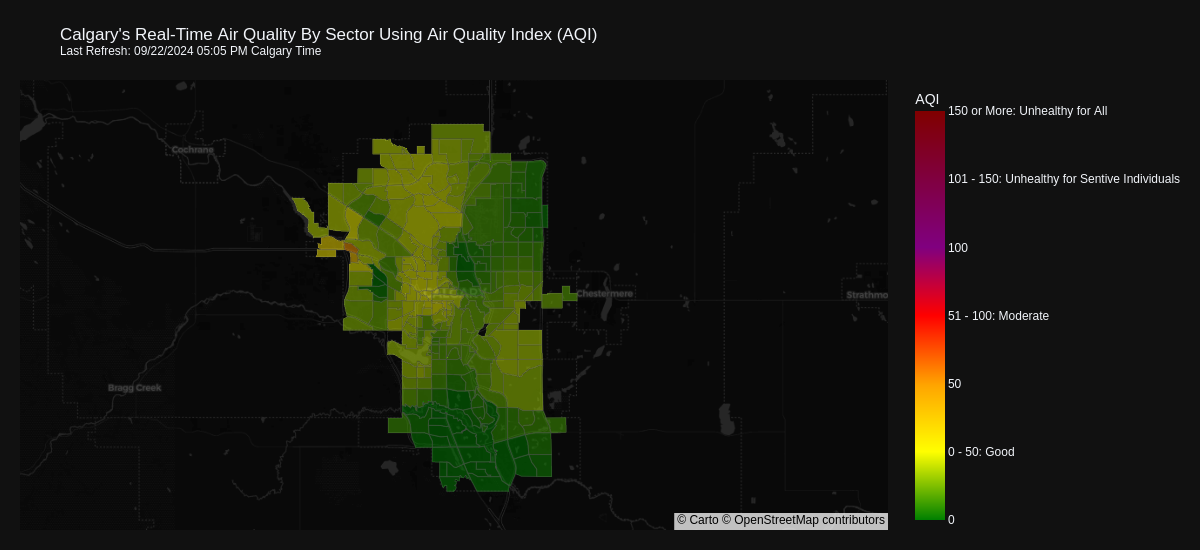 Calgary's Real-Time Air Quality By Sector Using Air Quality Index (AQI)
Last Refresh: 09/22/2024 05:05 PM Calgary Time
AQI
150 or More: Unhealthy for All
101 - 150: Unhealthy for Sentive Individuals
100
51 - 100: Moderate
50
0 - 50: Good
0
Cochrane
CALGARY
Chestermere
Strathmo
Bragg Creek
© Carto © OpenStreetMap contributors